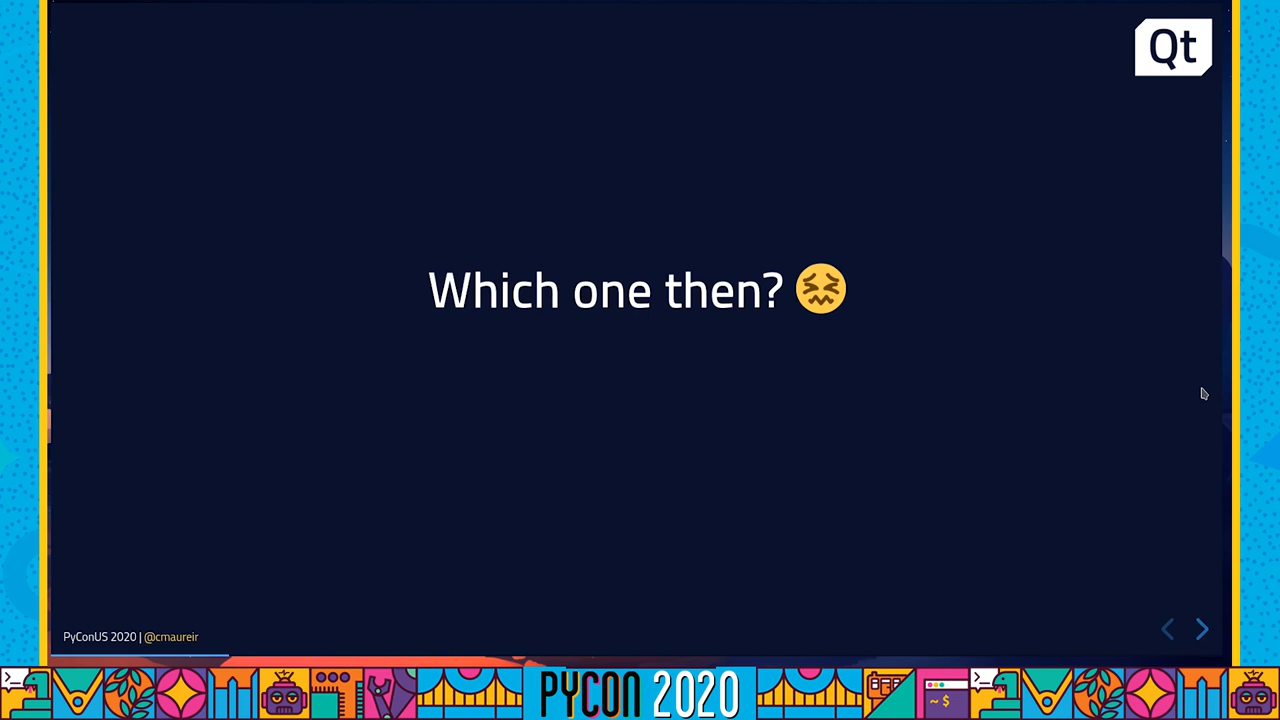 Qt
Which one then? 😖
PyConUS 2020 | @cmaureir
~ $
PYCON 2020